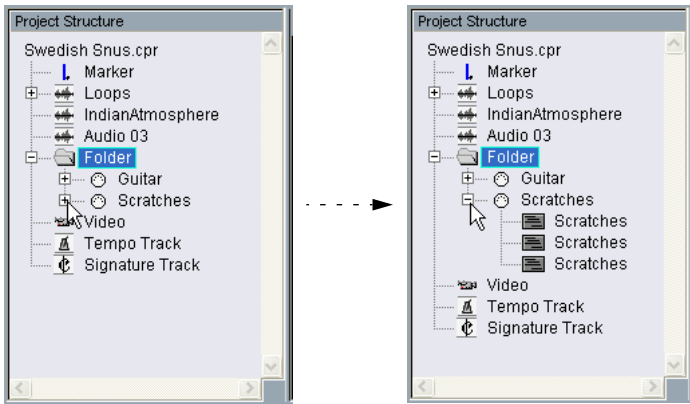 Project Structure
Swedish Snus.cpr
Marker
Loops
IndianAtmosphere
Audio 03
Folder
Guitar
Scratches
Video
Tempo Track
Signature Track
Project Structure
Swedish Snus.cpr
Marker
Loops
IndianAtmosphere
Audio 03
Folder
Guitar
Scratches
Scratches
Scratches
Scratches
Video
Tempo Track
Signature Track